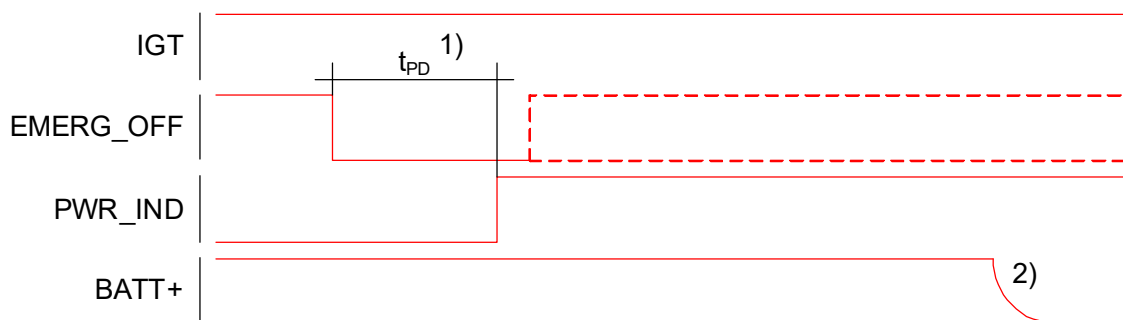 IGT
tPD 1)
EMERG_OFF
PWR_IND
BATT+ 2)